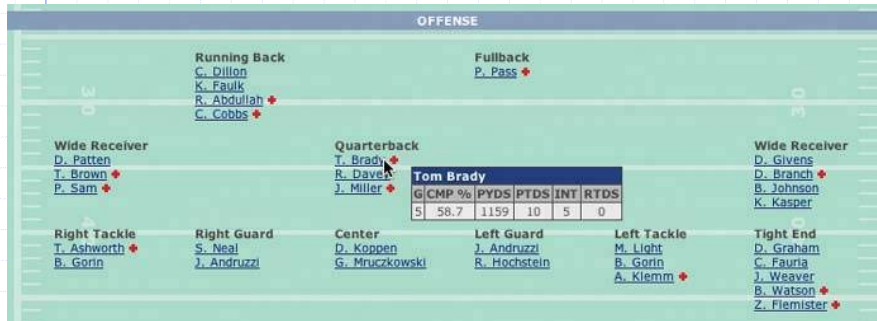 OFFENSE
Running Back
C. Dillon
K. Faulk
R. Abdullah
C. Cobbs
Fullback
P. Pass
30
30
Wide Receiver
D. Patten
T. Brown
P. Sam
Quarterback
T. Brady
R. Davey
J. Miller
Tom Brady
G CMP % PYDS PTDS INT RTDS
5 58.7 1159 10 5 0
Wide Receiver
D. Givens
D. Branch
B. Johnson
K. Kasper
Right Tackle
T. Ashworth
B. Gorin
Right Guard
S. Neal
J. Andruzzi
Center
D. Koppen
G. Mruczkowski
Left Guard
J. Andruzzi
R. Hochstein
Left Tackle
M. Light
B. Gorin
A. Klemm
Tight End
D. Graham
C. Fauria
J. Weaver
B. Watson
Z. Flemister